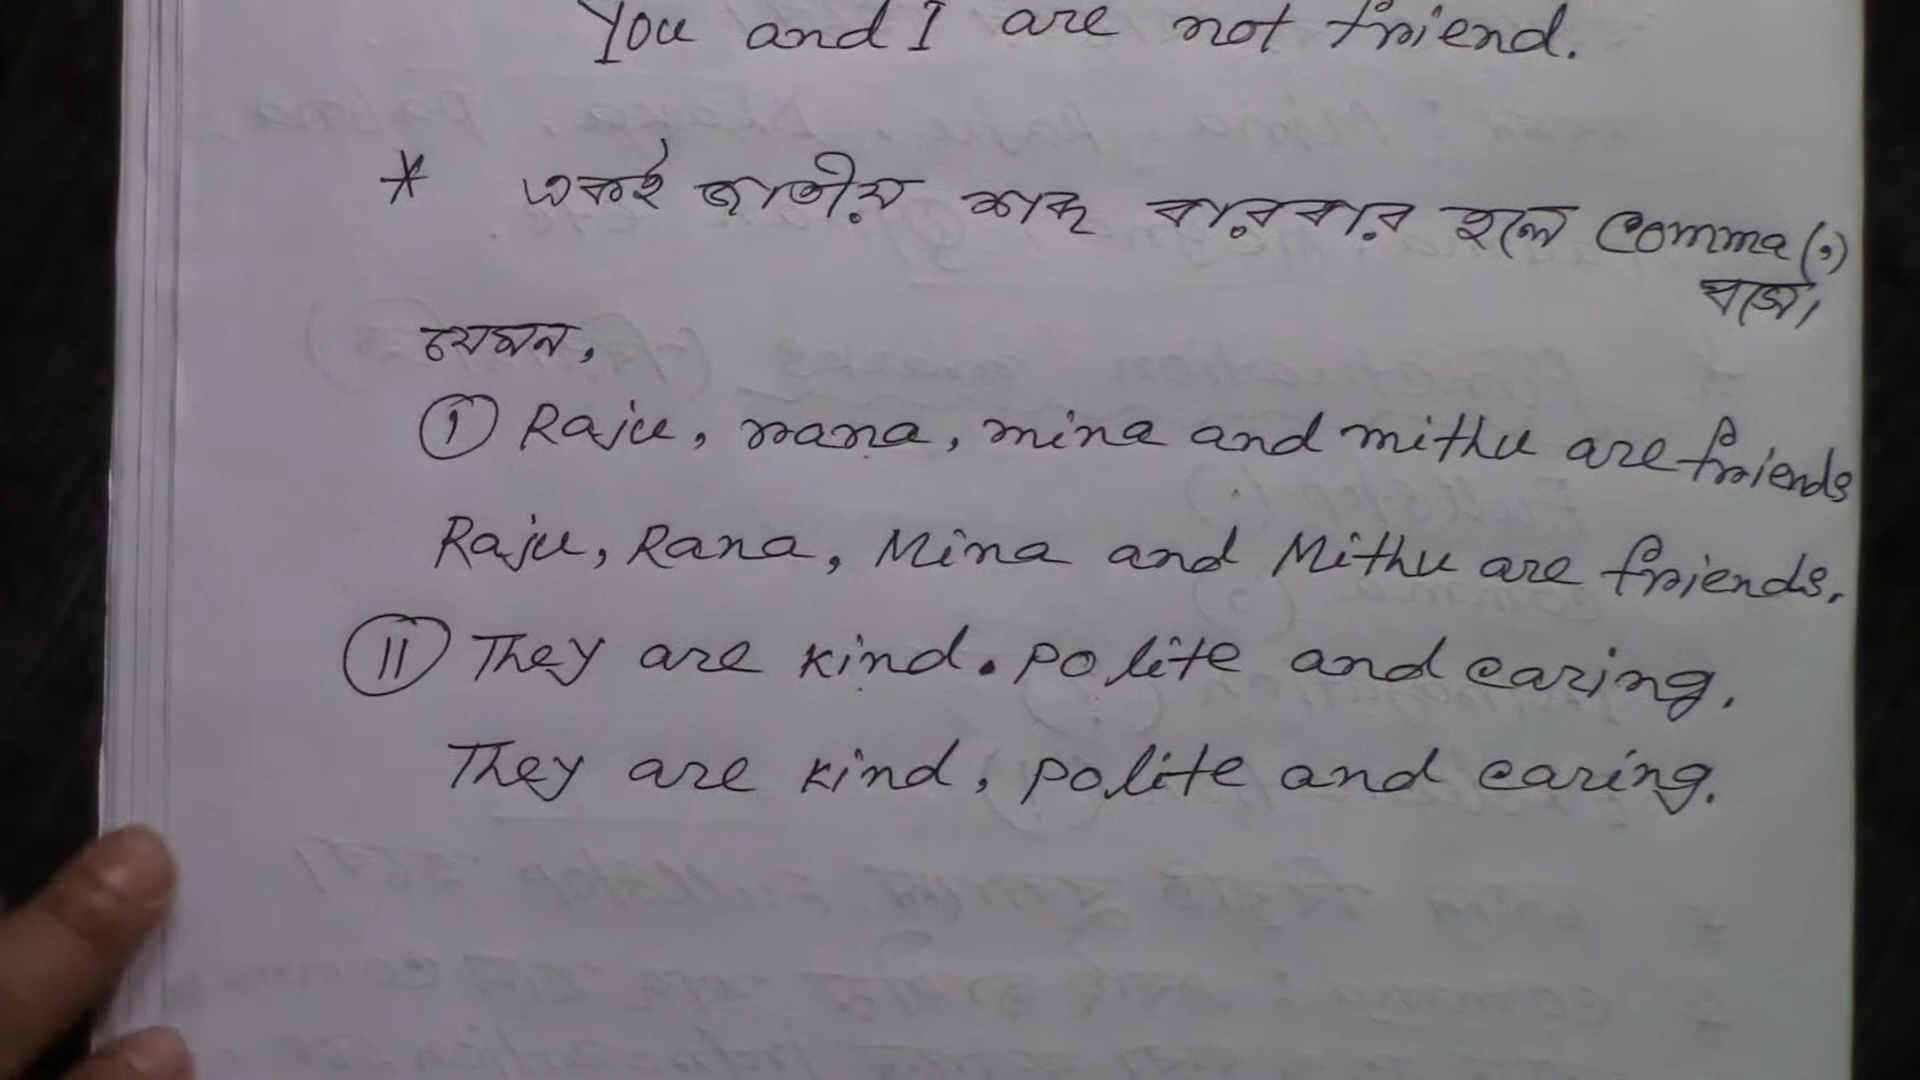 You and I are not friend.
* একই জাতীয় শব্দ বারবার হলে Comma (,)
বসে।
যেমন,
(i) Raju, rana, mina and mithu are friends
Raju, Rana, Mina and Mithu are friends.
(ii) They are kind. polite and caring.
They are kind, polite and caring.